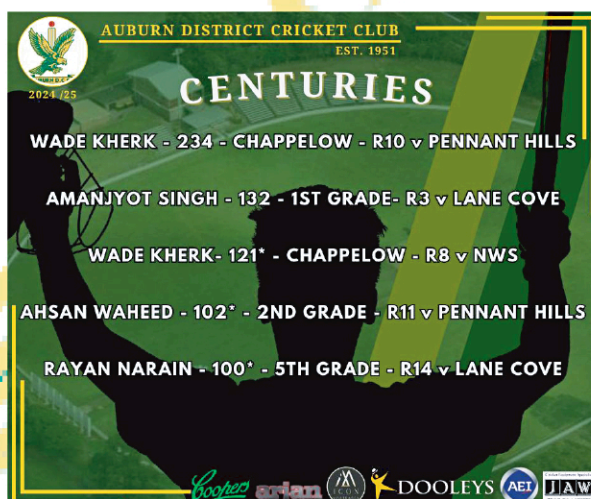 AUBURN DISTRICT CRICKET CLUB
EST. 1951
2024 /25
CENTURIES
WADE KHERK - 234 - CHAPPELOW - R10 v PENNANT HILLS
AMANJYOT SINGH - 132 - 1ST GRADE- R3 v LANE COVE
WADE KHERK- 121* - CHAPPELOW - R8 v NWS
AHSAN WAHEED - 102* - 2ND GRADE - R11 v PENNANT HILLS
RAYAN NARAIN - 100* - 5TH GRADE - R14 v LANE COVE
Coopers arian ICON DOOLEYS AEI JAW